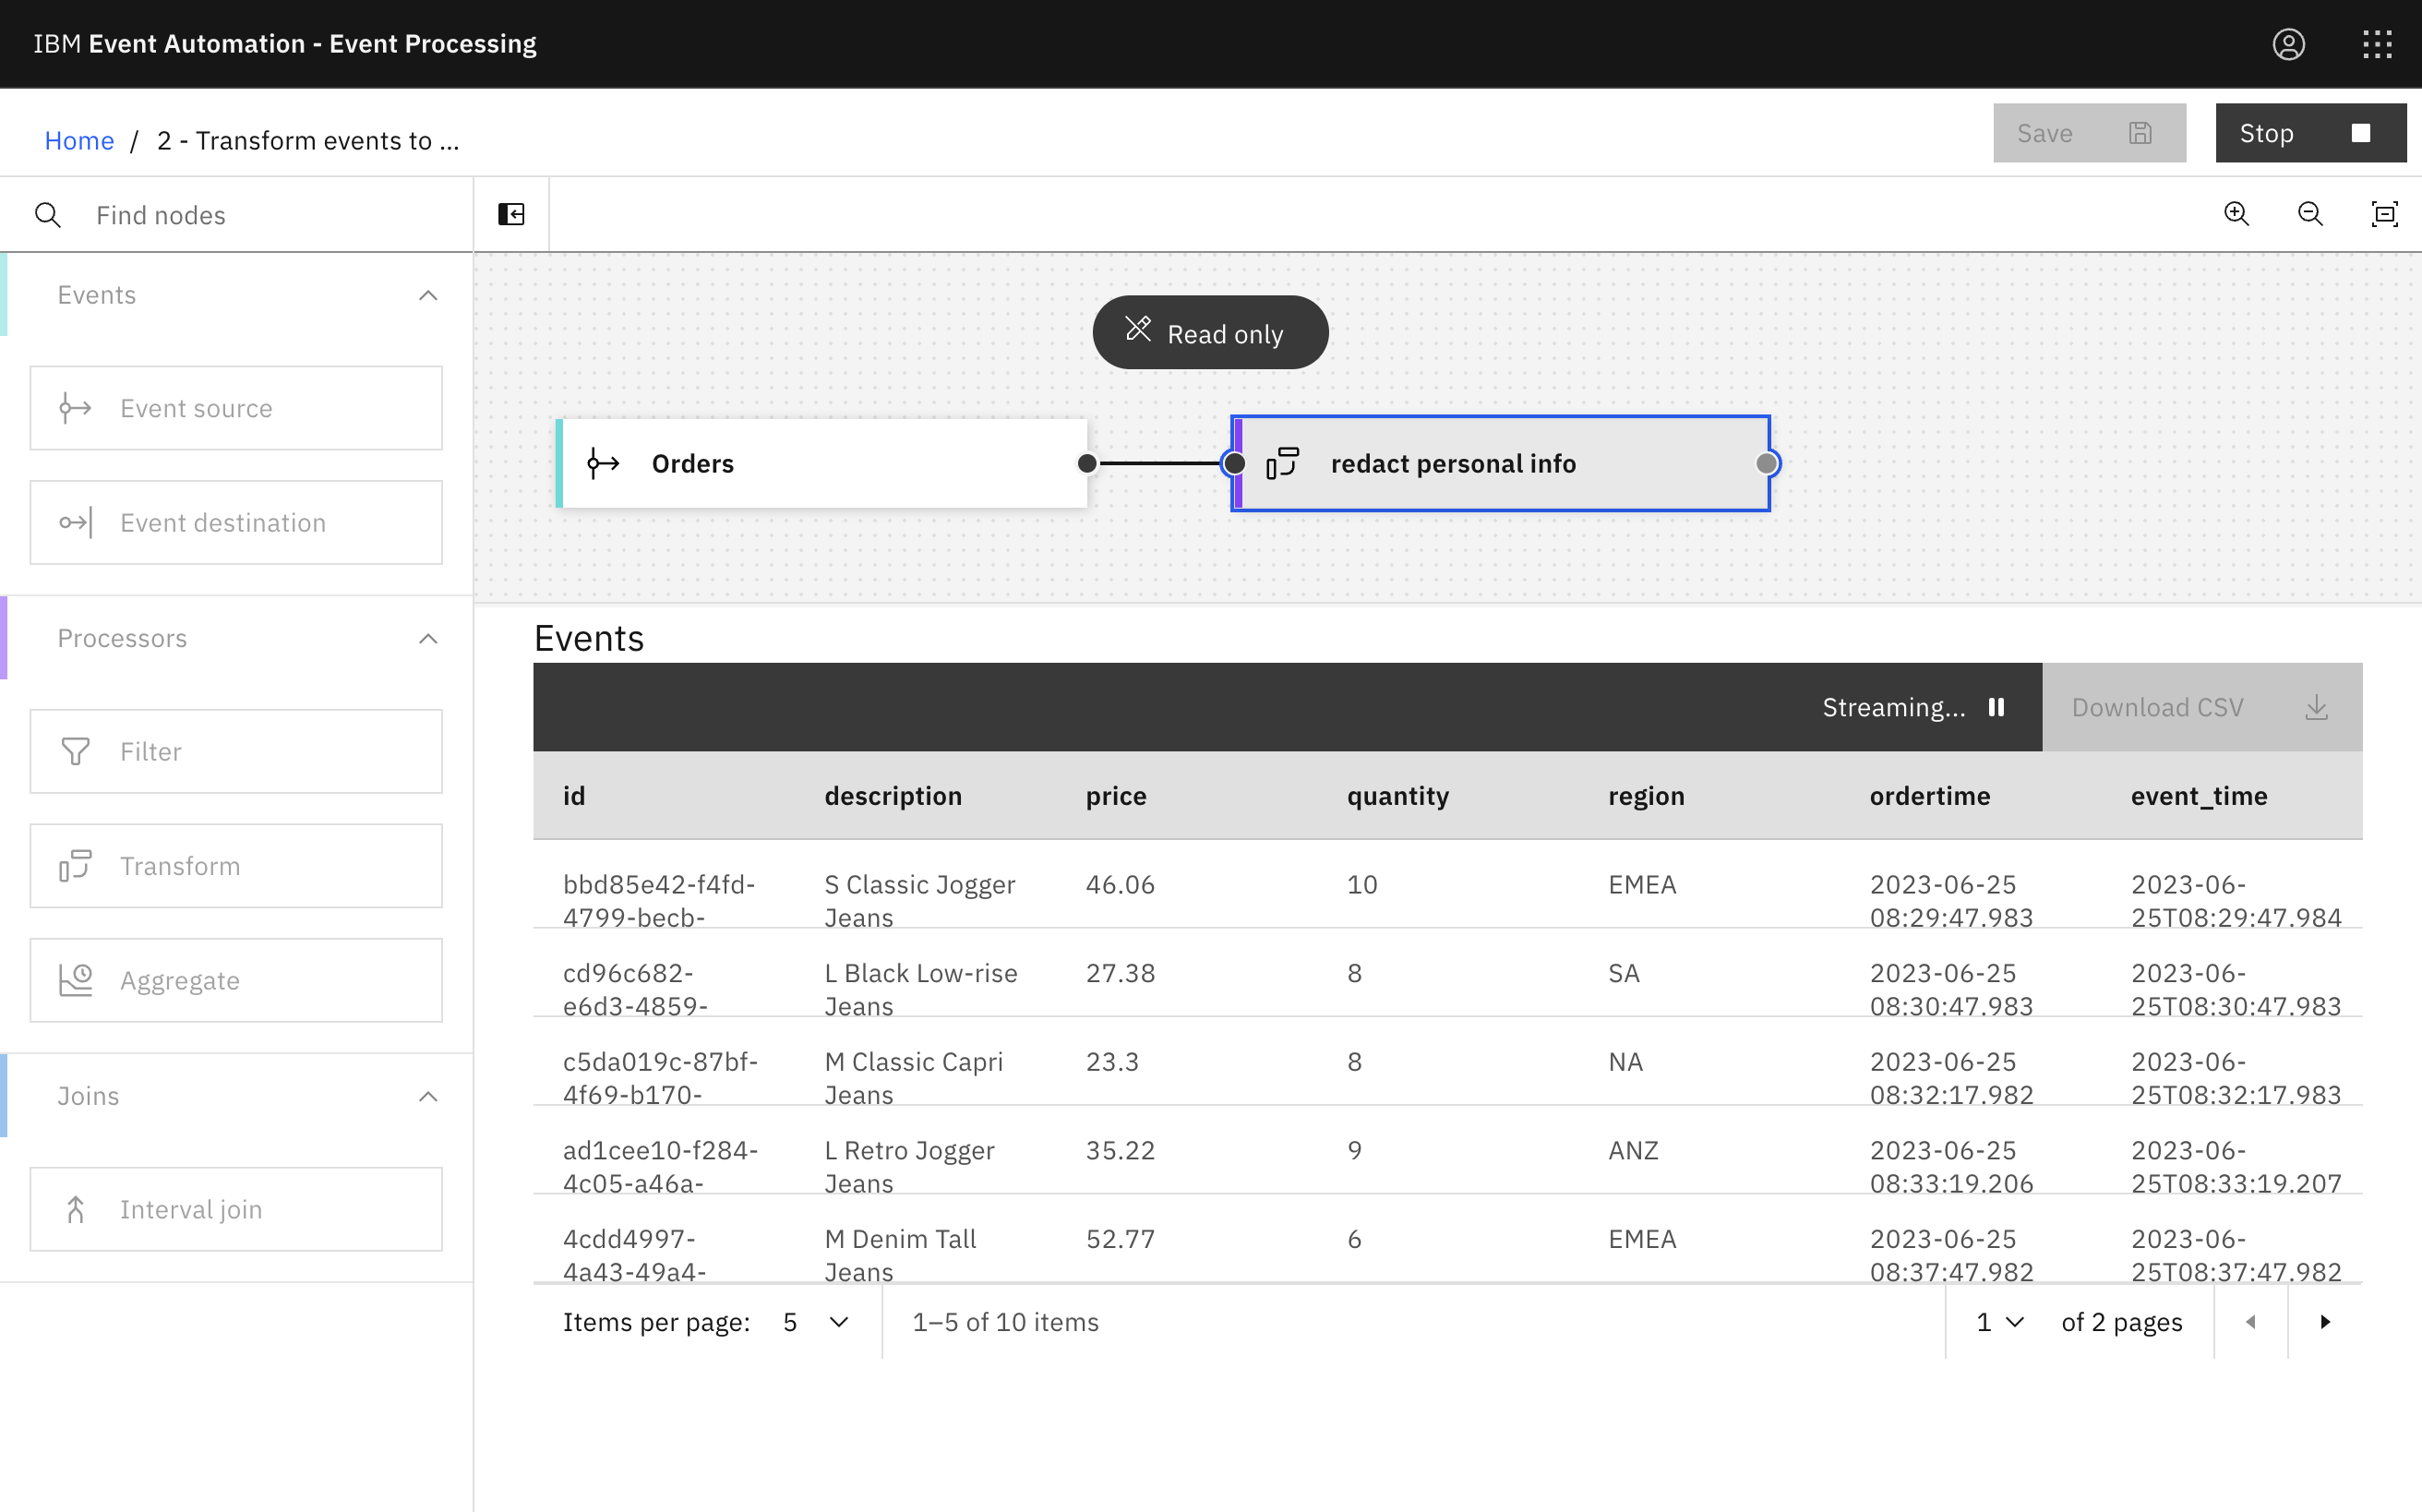 IBM Event Automation - Event Processing
Home / 2 - Transform events to ...
Save
Stop
Find nodes
Events
Event source
Event destination
Processors
Filter
Transform
Aggregate
Joins
Interval join
Read only
Orders
redact personal info
Events
Streaming...
Download CSV
id description price quantity region ordertime event_time
bbd85e42-f4fd- S Classic Jogger 46.06 10 EMEA 2023-06-25 2023-06-
4799-becb- Jeans 08:29:47.983 25T08:29:47.984
cd96c682- L Black Low-rise 27.38 8 SA 2023-06-25 2023-06-
e6d3-4859- Jeans 08:30:47.983 25T08:30:47.983
c5da019c-87bf- M Classic Capri 23.3 8 NA 2023-06-25 2023-06-
4f69-b170- Jeans 08:32:17.982 25T08:32:17.983
ad1cee10-f284- L Retro Jogger 35.22 9 ANZ 2023-06-25 2023-06-
4c05-a46a- Jeans 08:33:19.206 25T08:33:19.207
4cdd4997- M Denim Tall 52.77 6 EMEA 2023-06-25 2023-06-
4a43-49a4- Jeans 08:37:47.982 25T08:37:47.982
Items per page: 5 1–5 of 10 items 1 of 2 pages